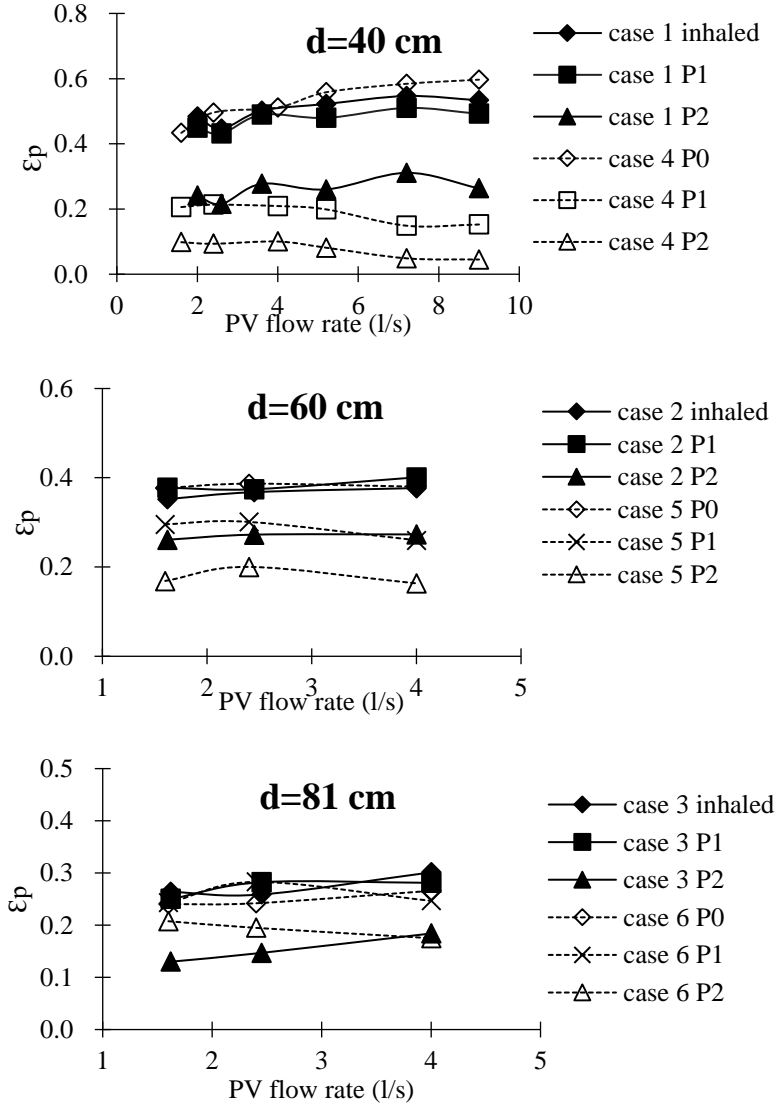 d=40 cm
0.8
0.6
0.4
0.2
0.0
εp
0 2 4 6 8 10
PV flow rate (l/s)
case 1 inhaled
case 1 P1
case 1 P2
case 4 P0
case 4 P1
case 4 P2
d=60 cm
0.6
0.4
0.2
0.0
εp
1 2 3 4 5
PV flow rate (l/s)
case 2 inhaled
case 2 P1
case 2 P2
case 5 P0
case 5 P1
case 5 P2
d=81 cm
0.5
0.4
0.3
0.2
0.1
0.0
εp
1 2 3 4 5
PV flow rate (l/s)
case 3 inhaled
case 3 P1
case 3 P2
case 6 P0
case 6 P1
case 6 P2